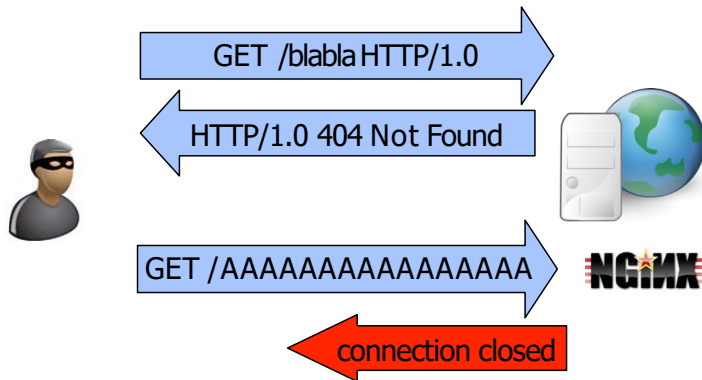 GET /blabla HTTP/1.0
HTTP/1.0 404 Not Found
GET /AAAAAAAAAAAAAAAA
NGiNX
connection closed